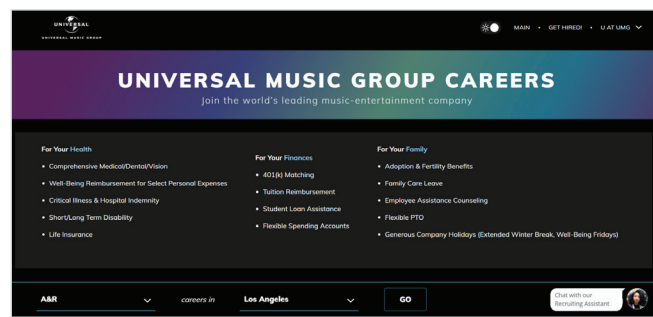 UNIVERSAL
UNIVERSAL MUSIC GROUP
MAIN • GET HIRED! • U AT UMG
UNIVERSAL MUSIC GROUP CAREERS
Join the world's leading music-entertainment company
For Your Health
• Comprehensive Medical/Dental/Vision
• Well-Being Reimbursement for Select Personal Expenses
• Critical Illness & Hospital Indemnity
• Short/Long Term Disability
• Life Insurance
For Your Finances
• 401(k) Matching
• Tuition Reimbursement
• Student Loan Assistance
• Flexible Spending Accounts
For Your Family
• Adoption & Fertility Benefits
• Family Care Leave
• Employee Assistance Counseling
• Flexible PTO
• Generous Company Holidays (Extended Winter Break, Well-Being Fridays)
A&R careers in Los Angeles GO
Chat with our
Recruiting Assistant